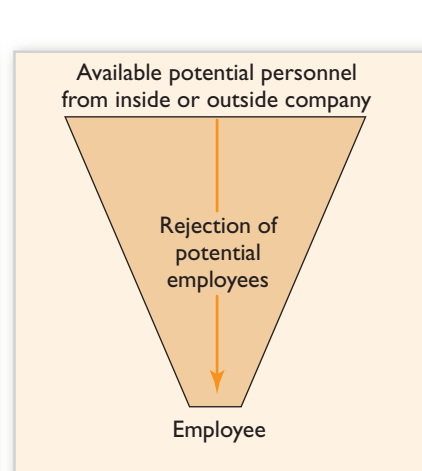 Available potential personnel
from inside or outside company
Rejection of
potential
employees
Employee